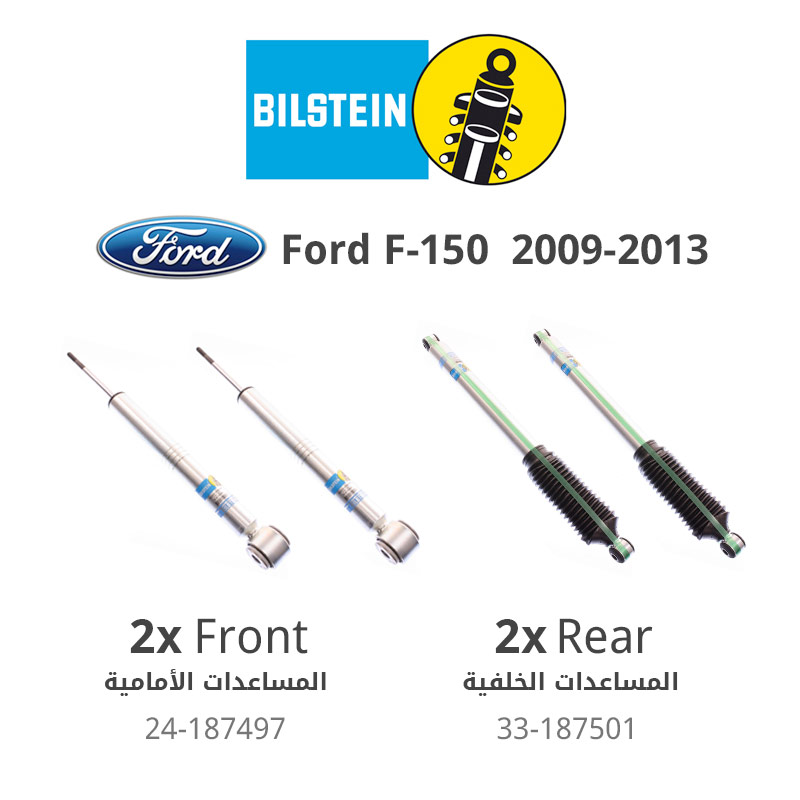 BILSTEIN
Ford Ford F-150 2009-2013
2x Front
2x Rear
المساعدات الأمامية
المساعدات الخلفية
24-187497
33-187501